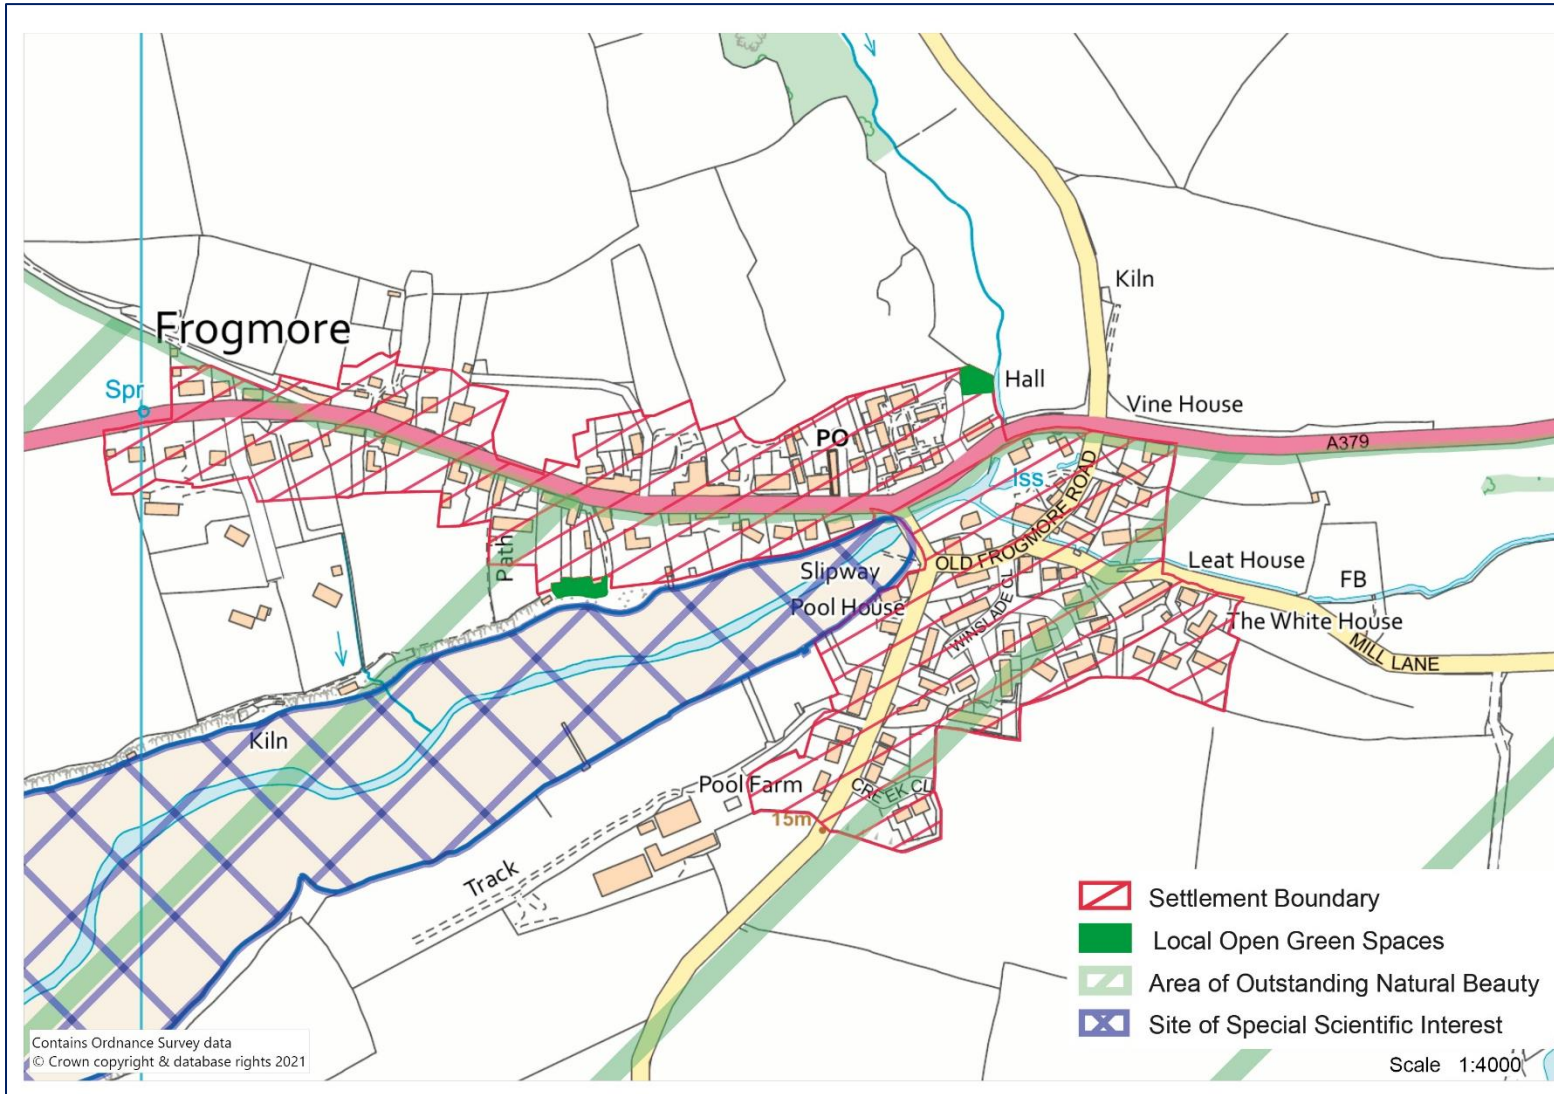 Kiln
Frogmore
Spr
Hall
Vine House
PO
A379
Iss
OLD FROGMORE ROAD
Path
Slipway
Leat House
FB
Pool House
WINSLADE CL
The White House
MILL LANE
Kiln
Pool Farm
CREEK CL
15m
Track
Settlement Boundary
Local Open Green Spaces
Area of Outstanding Natural Beauty
Site of Special Scientific Interest
Contains Ordnance Survey data
© Crown copyright & database rights 2021
Scale 1:4000